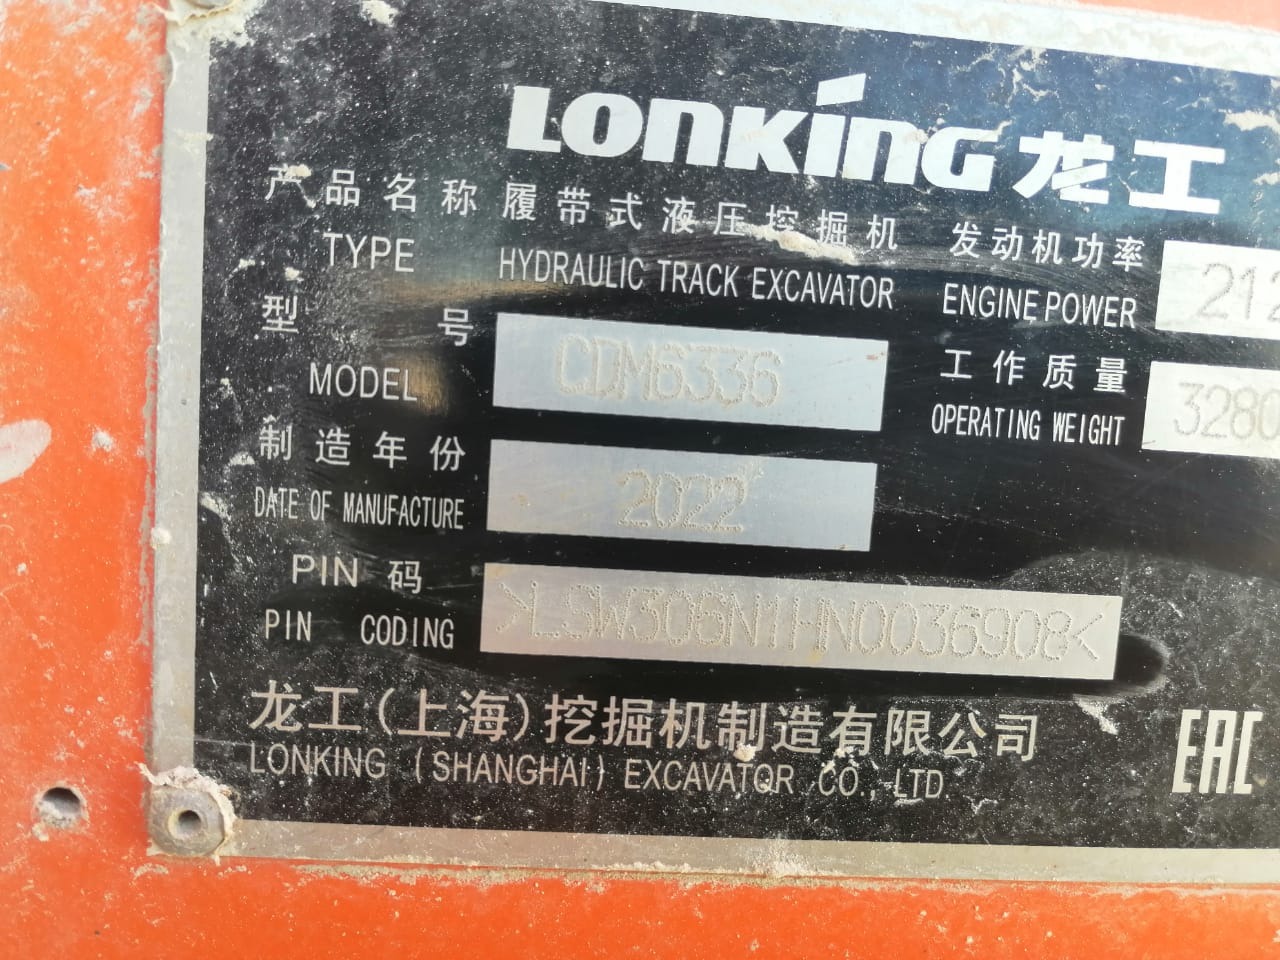 LONKING 龙工
产品名称 履带式液压挖掘机 发动机功率
TYPE HYDRAULIC TRACK EXCAVATOR ENGINE POWER 212
型 号 CDM6336 工作质量 3280
MODEL OPERATING WEIGHT
制造年份 2022
DATE OF MANUFACTURE
PIN 码 >LSW306N1HN0036908<
PIN CODING
龙工(上海)挖掘机制造有限公司
LONKING (SHANGHAI) EXCAVATOR CO., LTD.
EAC